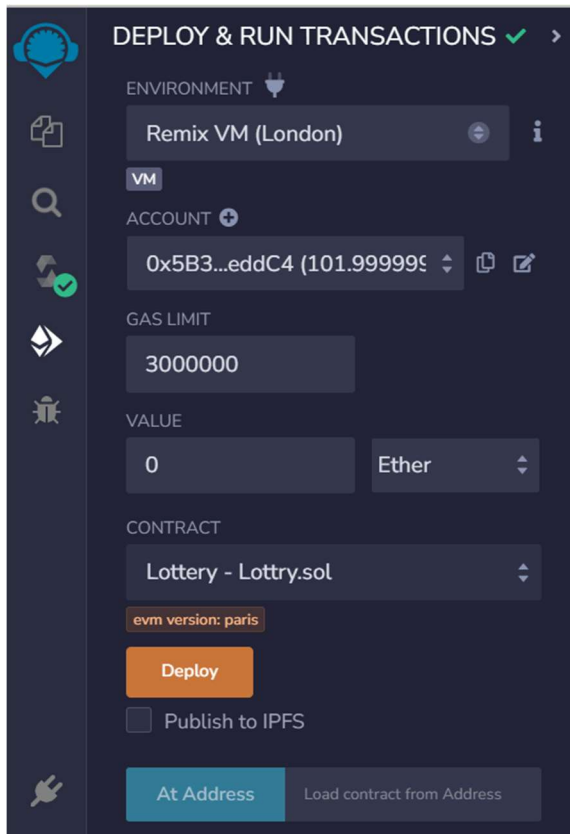 DEPLOY & RUN TRANSACTIONS
ENVIRONMENT
Remix VM (London)
VM
ACCOUNT
0x5B3...eddC4 (101.999999
GAS LIMIT
3000000
VALUE
0 Ether
CONTRACT
Lottery - Lottry.sol
evm version: paris
Deploy
Publish to IPFS
At Address Load contract from Address